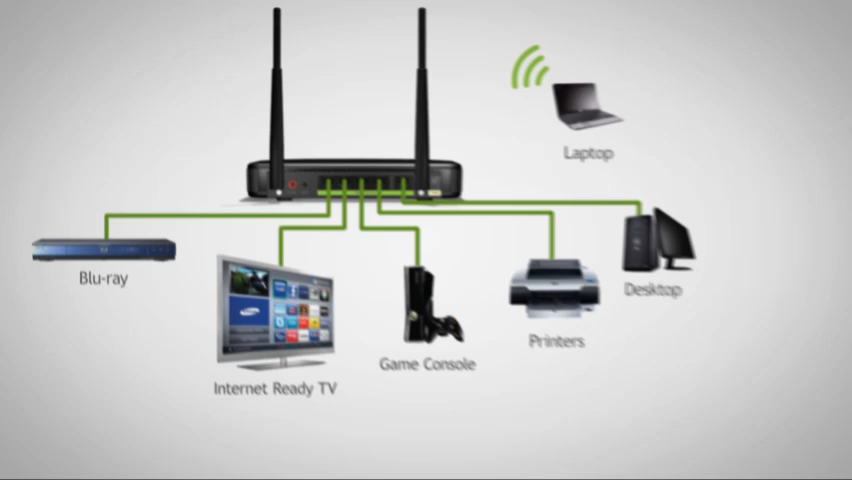 Laptop
Blu-ray
Desktop
Printers
Game Console
Internet Ready TV